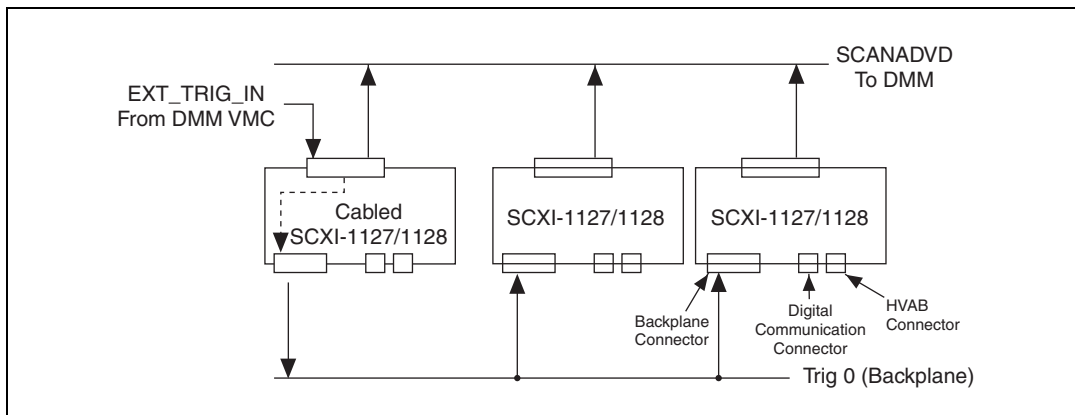 SCANADVD
To DMM
EXT_TRIG_IN
From DMM VMC
Cabled
SCXI-1127/1128
SCXI-1127/1128
SCXI-1127/1128
Backplane
Connector
Digital
Communication
Connector
HVAB
Connector
Trig 0 (Backplane)